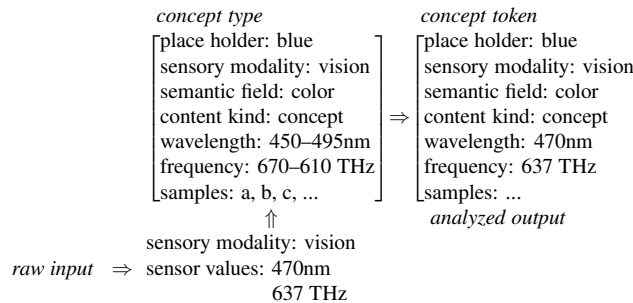 concept type concept token
place holder: blue place holder: blue
sensory modality: vision sensory modality: vision
semantic field: color semantic field: color
content kind: concept ⇒ content kind: concept
wavelength: 450–495nm wavelength: 470nm
frequency: 670–610 THz frequency: 637 THz
samples: a, b, c, ... samples: ...
⇑ analyzed output
sensory modality: vision
raw input ⇒ sensor values: 470nm
637 THz